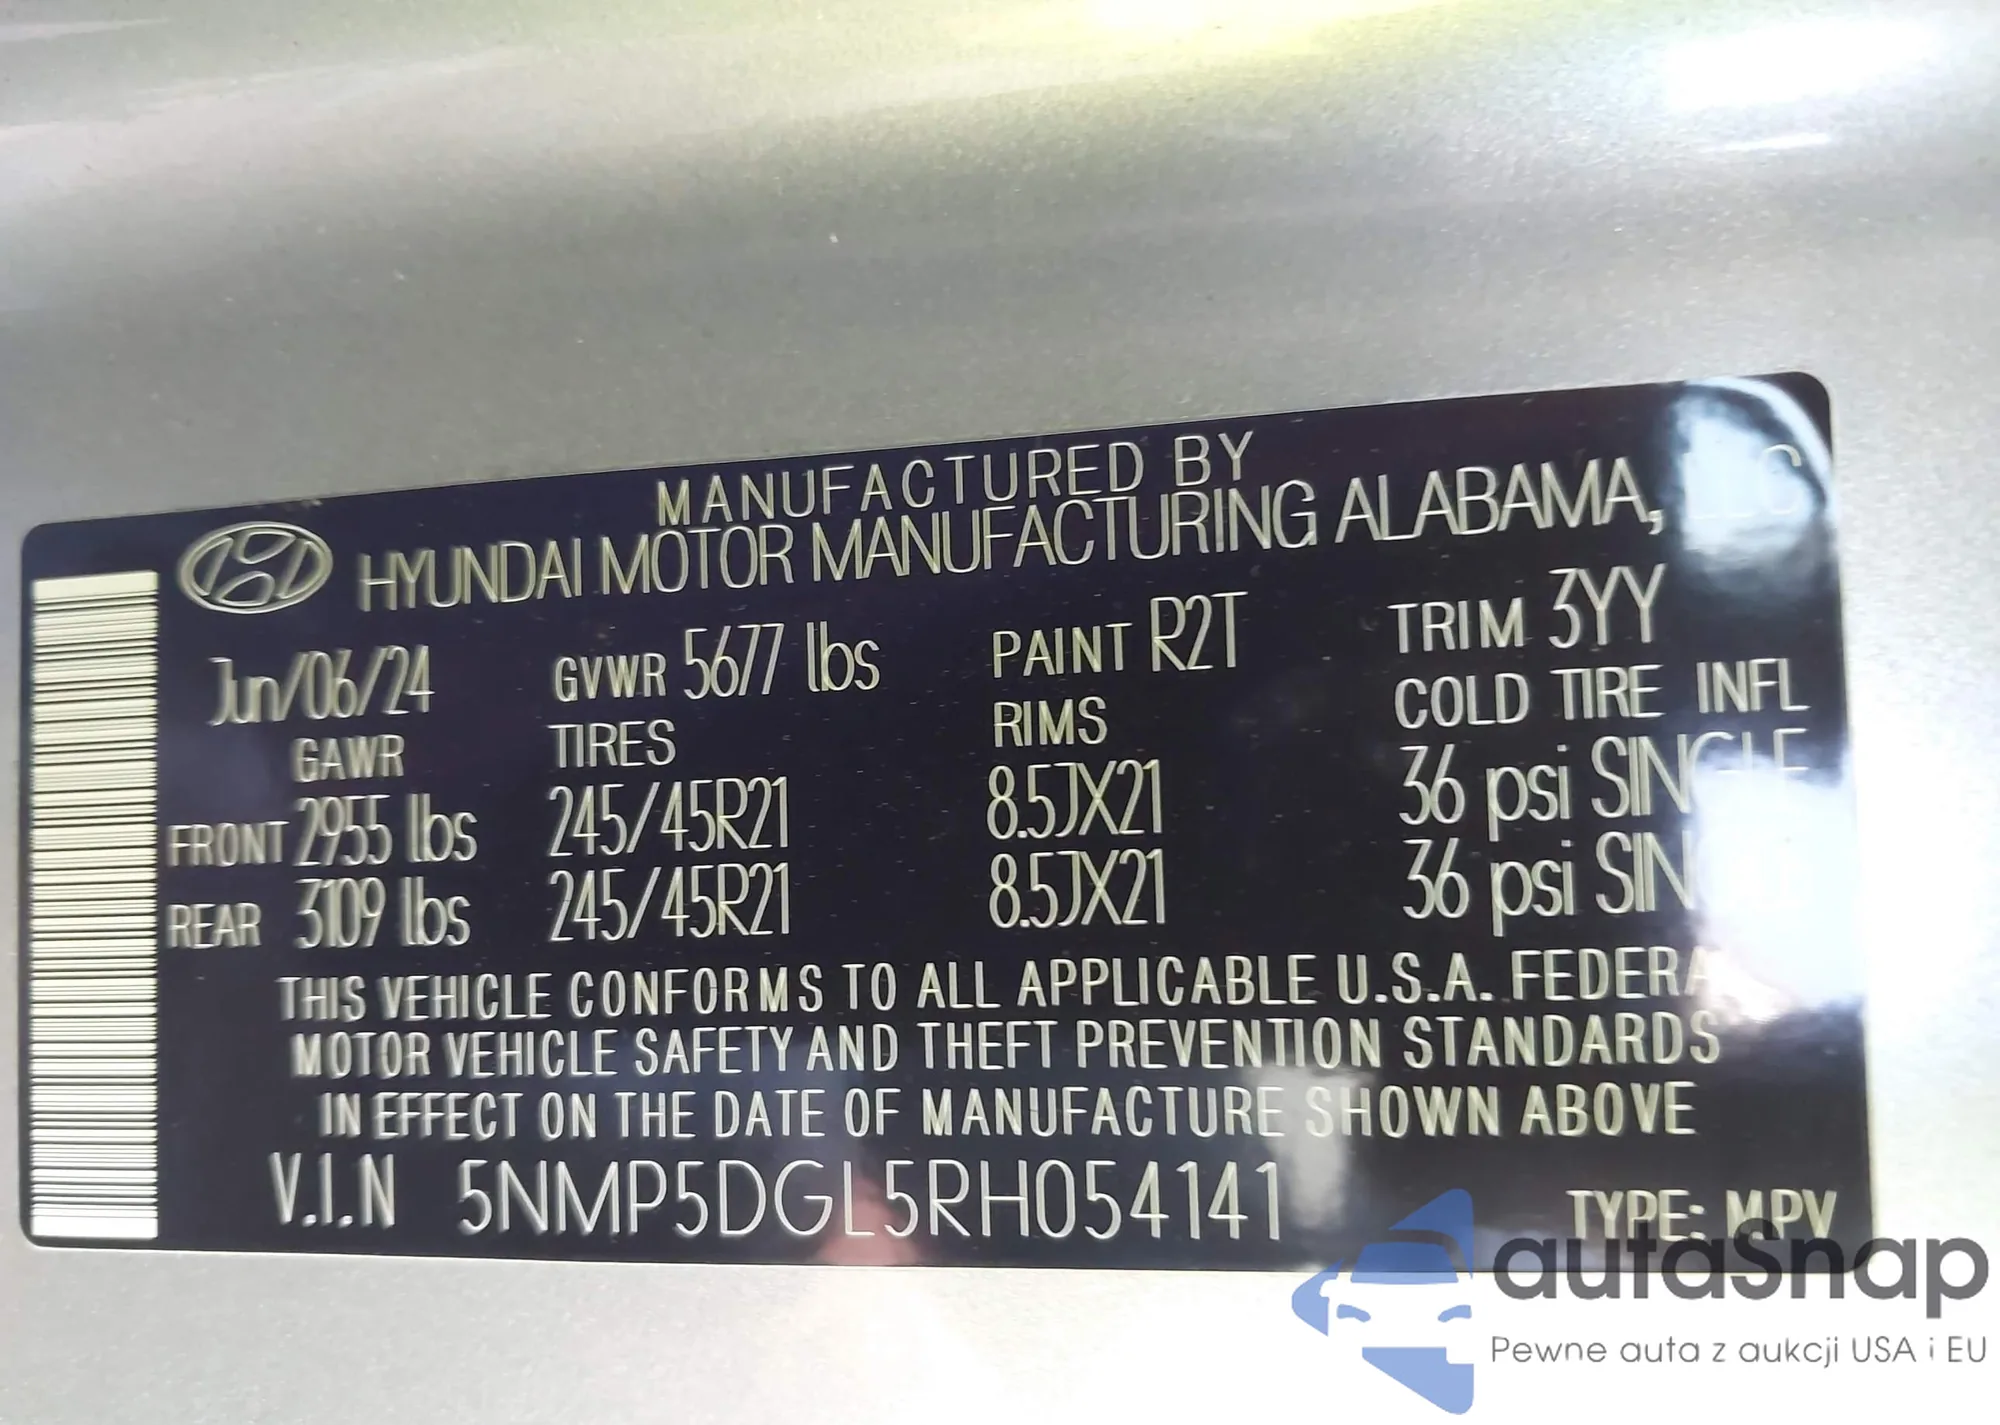 MANUFACTURED BY
HYUNDAI MOTOR MANUFACTURING ALABAMA, LLC
Jun/06/24 GVWR 5677 lbs PAINT R2T TRIM 3YY
GAWR TIRES RIMS COLD TIRE INFL
FRONT 2955 lbs 245/45R21 8.5JX21 36 psi SINGLE
REAR 3109 lbs 245/45R21 8.5JX21 36 psi
THIS VEHICLE CONFORMS TO ALL APPLICABLE U.S.A. FEDERAL
MOTOR VEHICLE SAFETY AND THEFT PREVENTION STANDARDS
IN EFFECT ON THE DATE OF MANUFACTURE SHOWN ABOVE
V.I.N 5NMP5DGL5RH054141 TYPE: MPV
autaSnap
Pewne auta z aukcji USA i EU